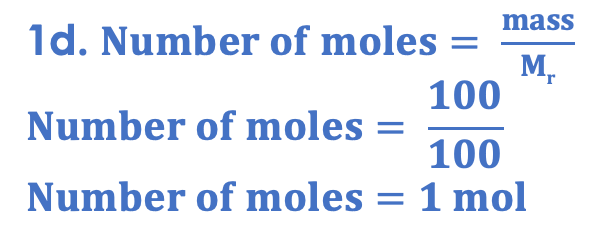 1d. Number of moles = mass / Mr
Number of moles = 100 / 100
Number of moles = 1 mol